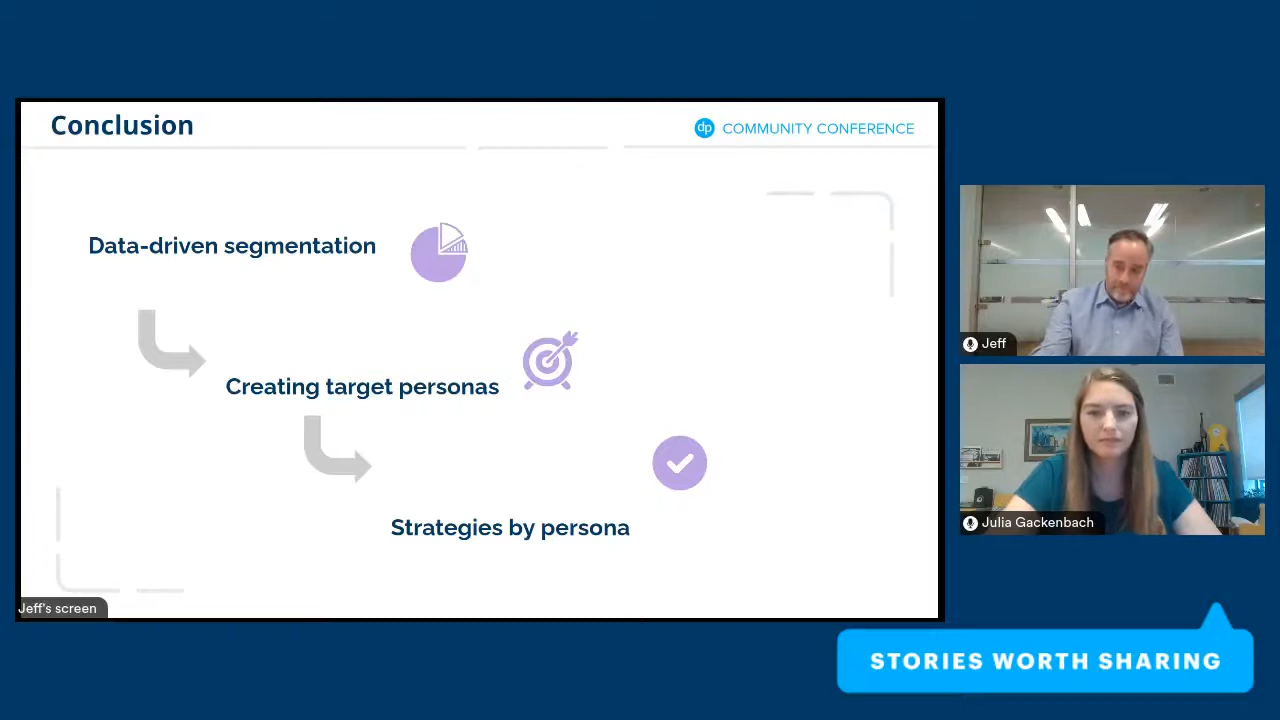 Conclusion
dp COMMUNITY CONFERENCE
Data-driven segmentation
Creating target personas
Strategies by persona
Jeff's screen
Jeff
Julia Gackenbach
STORIES WORTH SHARING